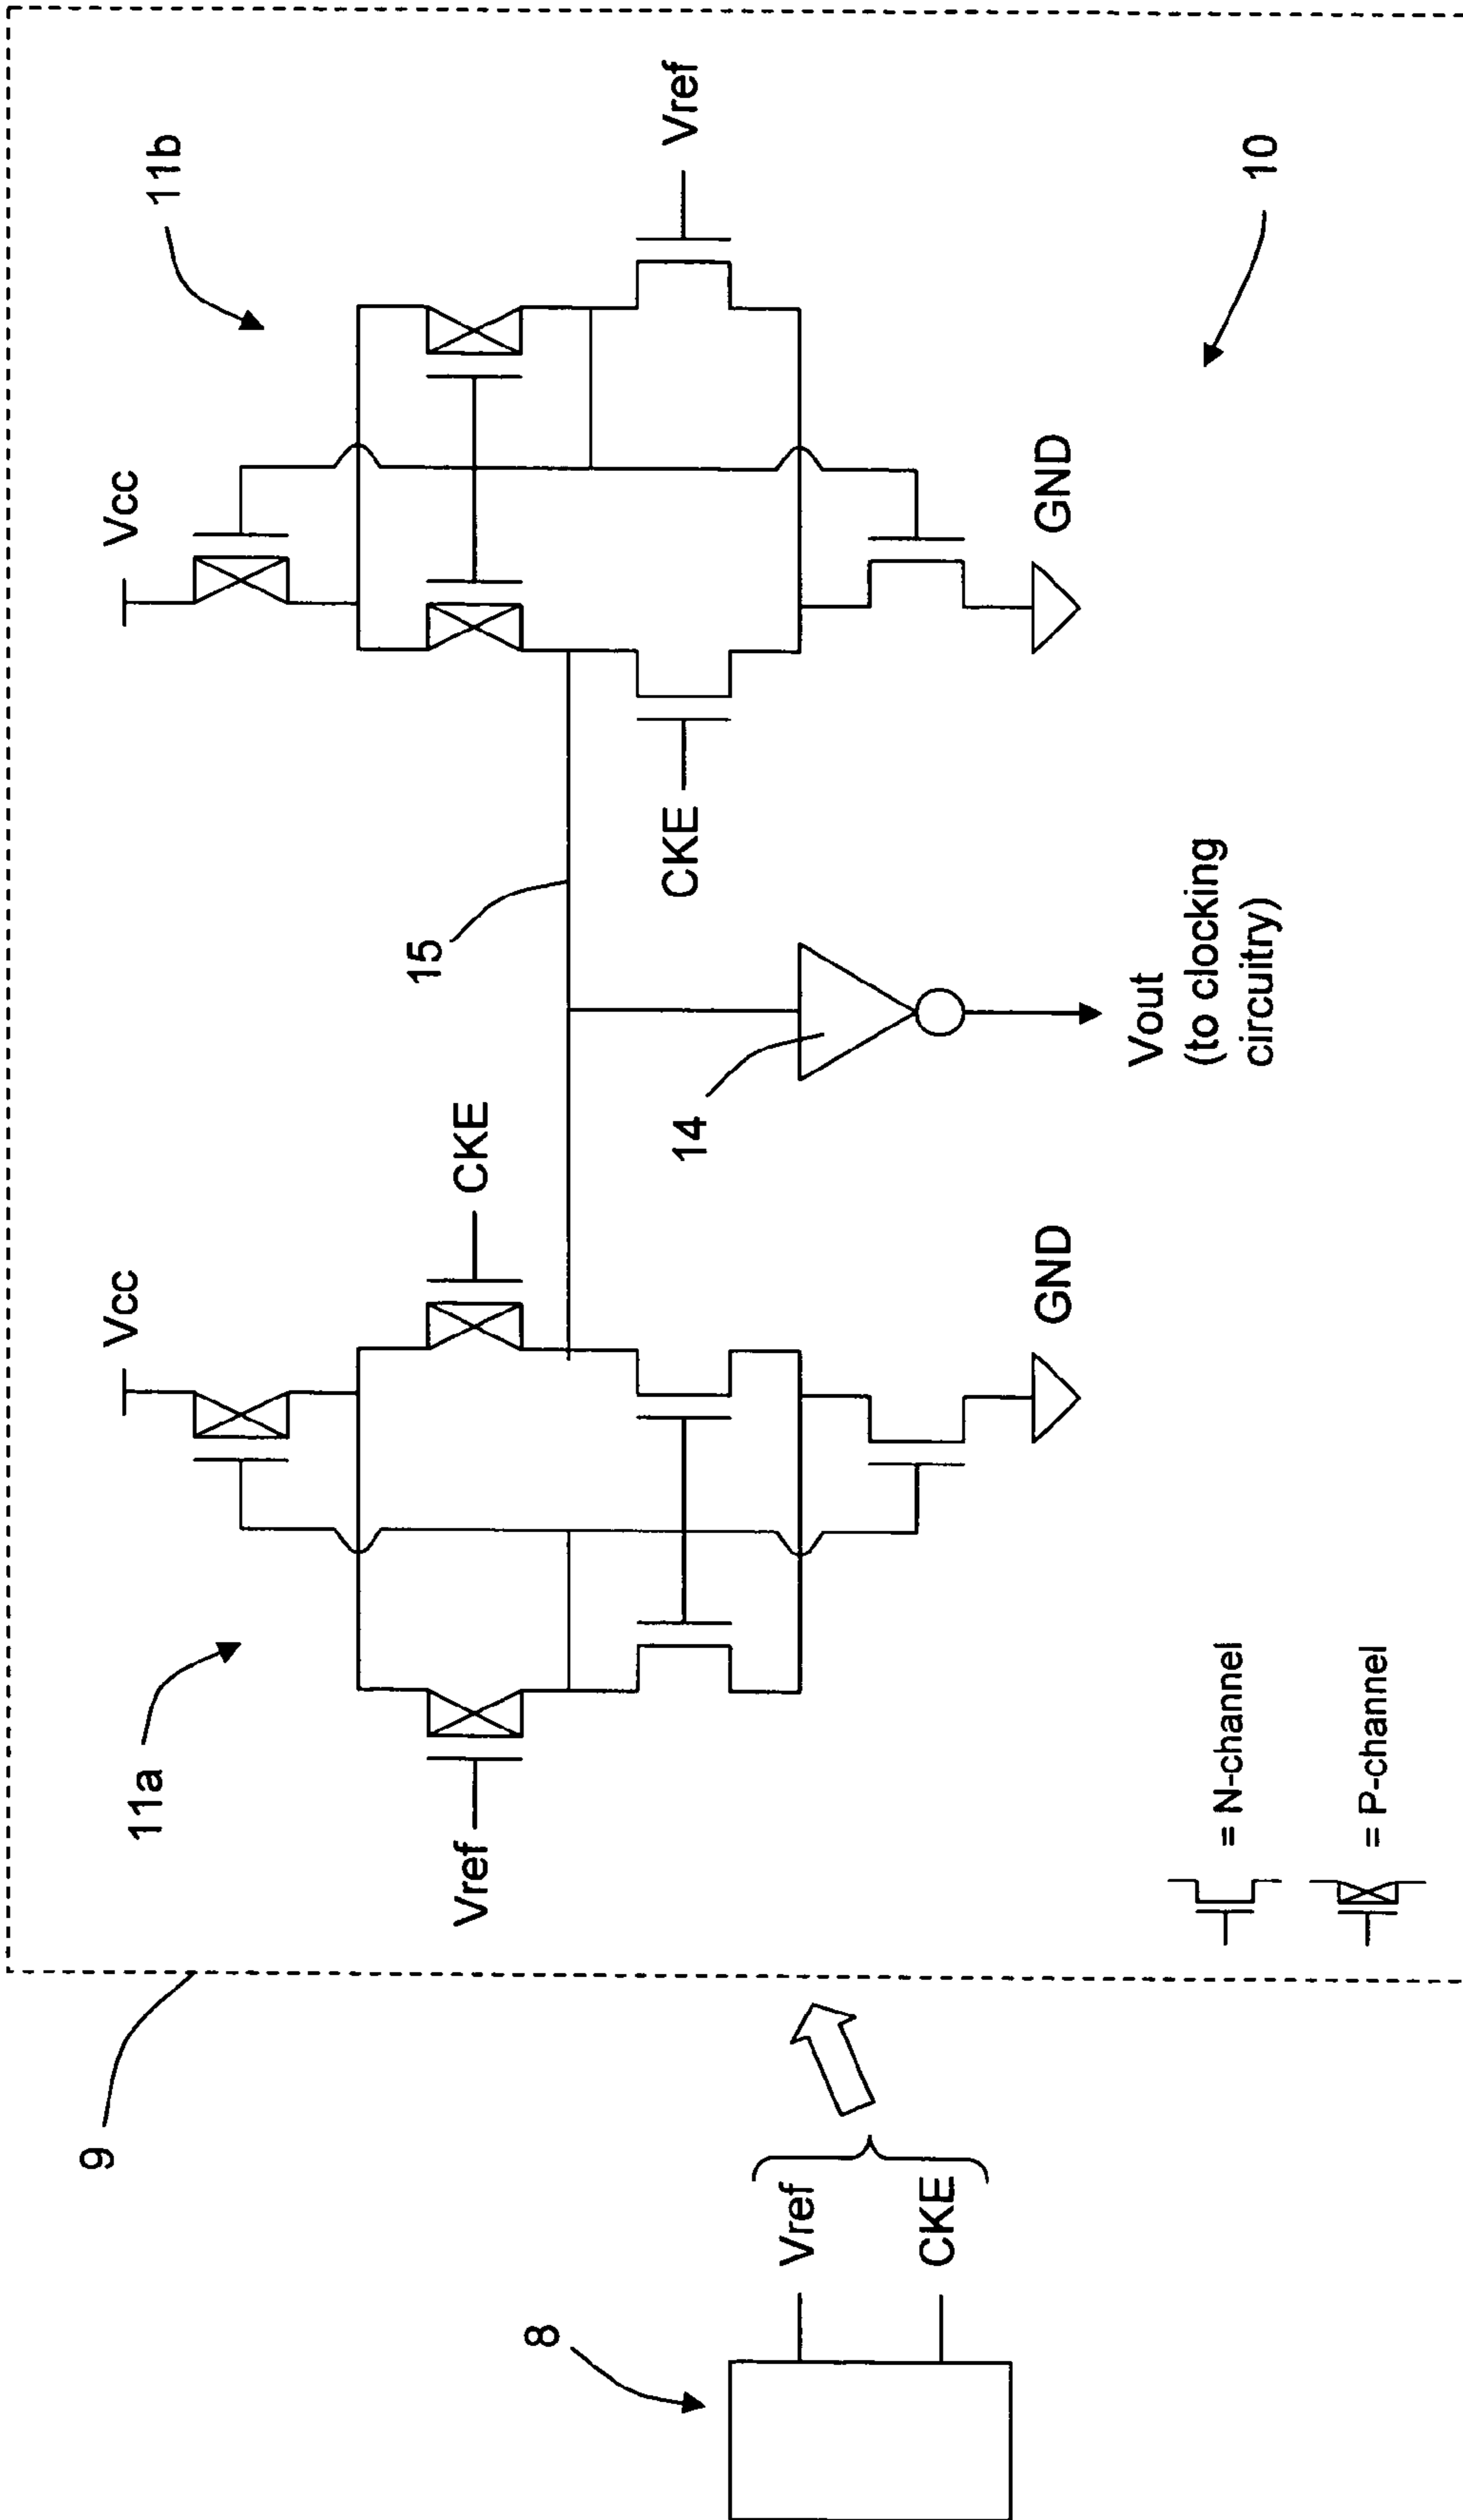 8
Vref
CKE
9
11a
Vcc
Vref
CKE
GND
15
14
Vout
(to clocking
circuitry)
11b
Vcc
CKE
Vref
GND
10
= N-channel
= P-channel